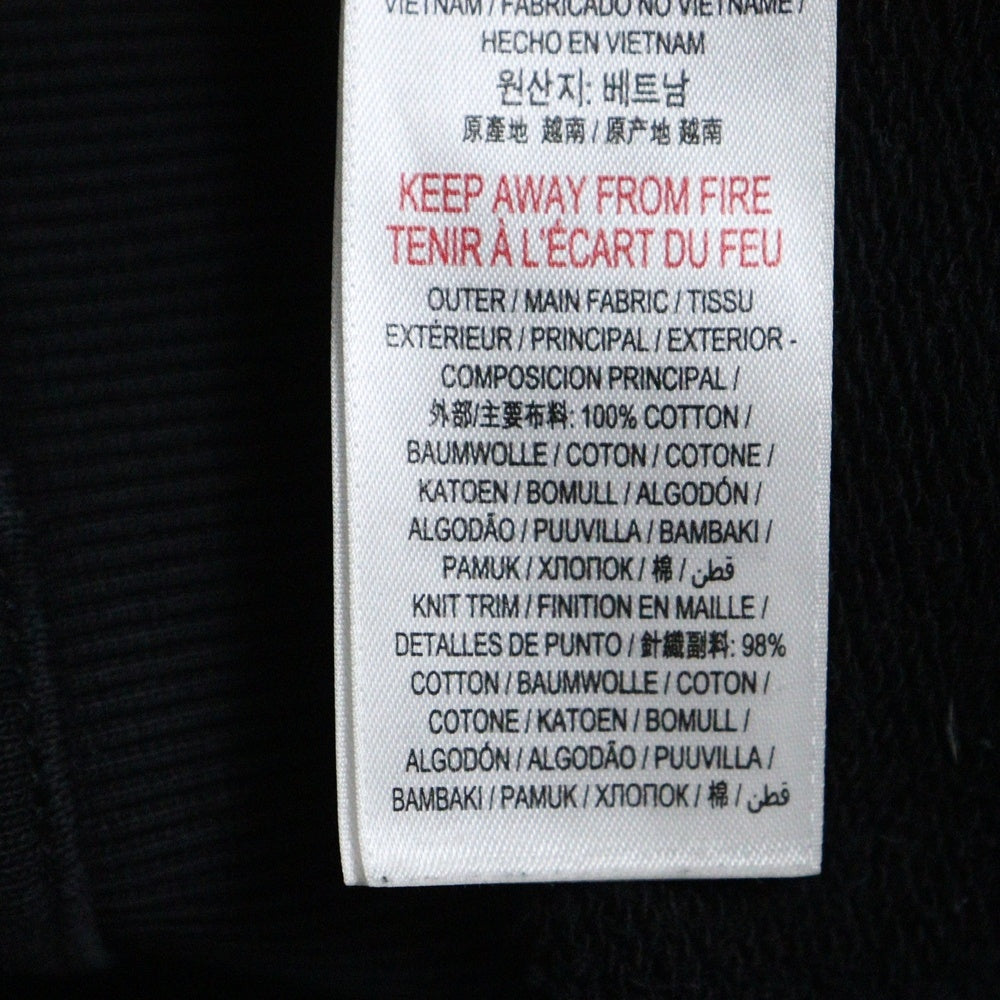 VIETNAM / FABRICADO NO VIETNAME /
HECHO EN VIETNAM
원산지: 베트남
原產地 越南 / 原产地 越南
KEEP AWAY FROM FIRE
TENIR À L'ÉCART DU FEU
OUTER / MAIN FABRIC / TISSU
EXTÉRIEUR / PRINCIPAL / EXTERIOR -
COMPOSICION PRINCIPAL /
外部/主要布料: 100% COTTON /
BAUMWOLLE / COTON / COTONE /
KATOEN / BOMULL / ALGODÓN /
ALGODÃO / PUUVILLA / BAMBAKI /
PAMUK / ХЛОПОК / 棉 / قطن
KNIT TRIM / FINITION EN MAILLE /
DETALLES DE PUNTO / 針織副料: 98%
COTTON / BAUMWOLLE / COTON /
COTONE / KATOEN / BOMULL /
ALGODÓN / ALGODÃO / PUUVILLA /
BAMBAKI / PAMUK / ХЛОПОК / 棉 / قطن